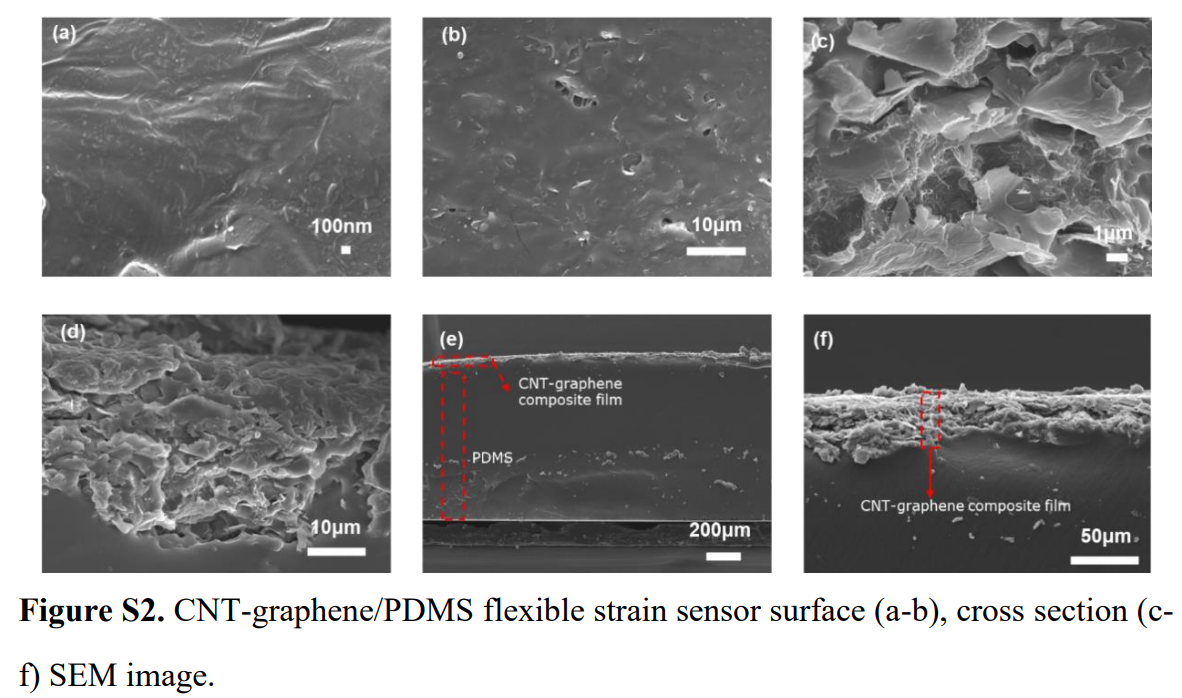 (a)
100nm
(b)
10μm
(c)
1μm
(d)
10μm
(e)
CNT-graphene
composite film
PDMS
200μm
(f)
CNT-graphene composite film
50μm
Figure S2. CNT-graphene/PDMS flexible strain sensor surface (a-b), cross section (c-
f) SEM image.